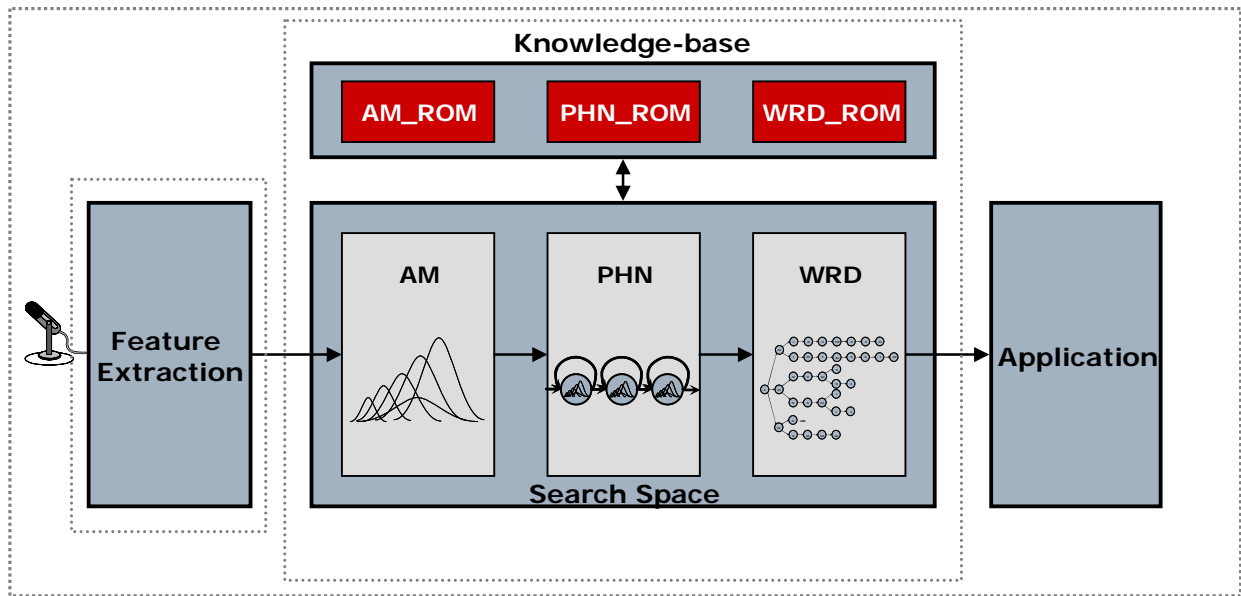 Knowledge-base
AM_ROM PHN_ROM WRD_ROM
AM PHN WRD
Feature
Extraction
Application
Search Space